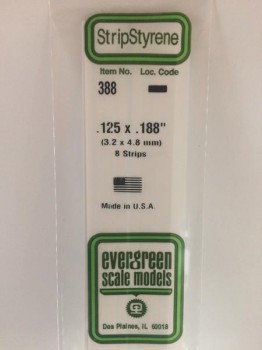 StripStyrene
Item No. Loc. Code
388
.125 x .188"
(3.2 x 4.8 mm)
8 Strips
Made in U.S.A.
evergreen
scale models
Des Plaines, IL 60018